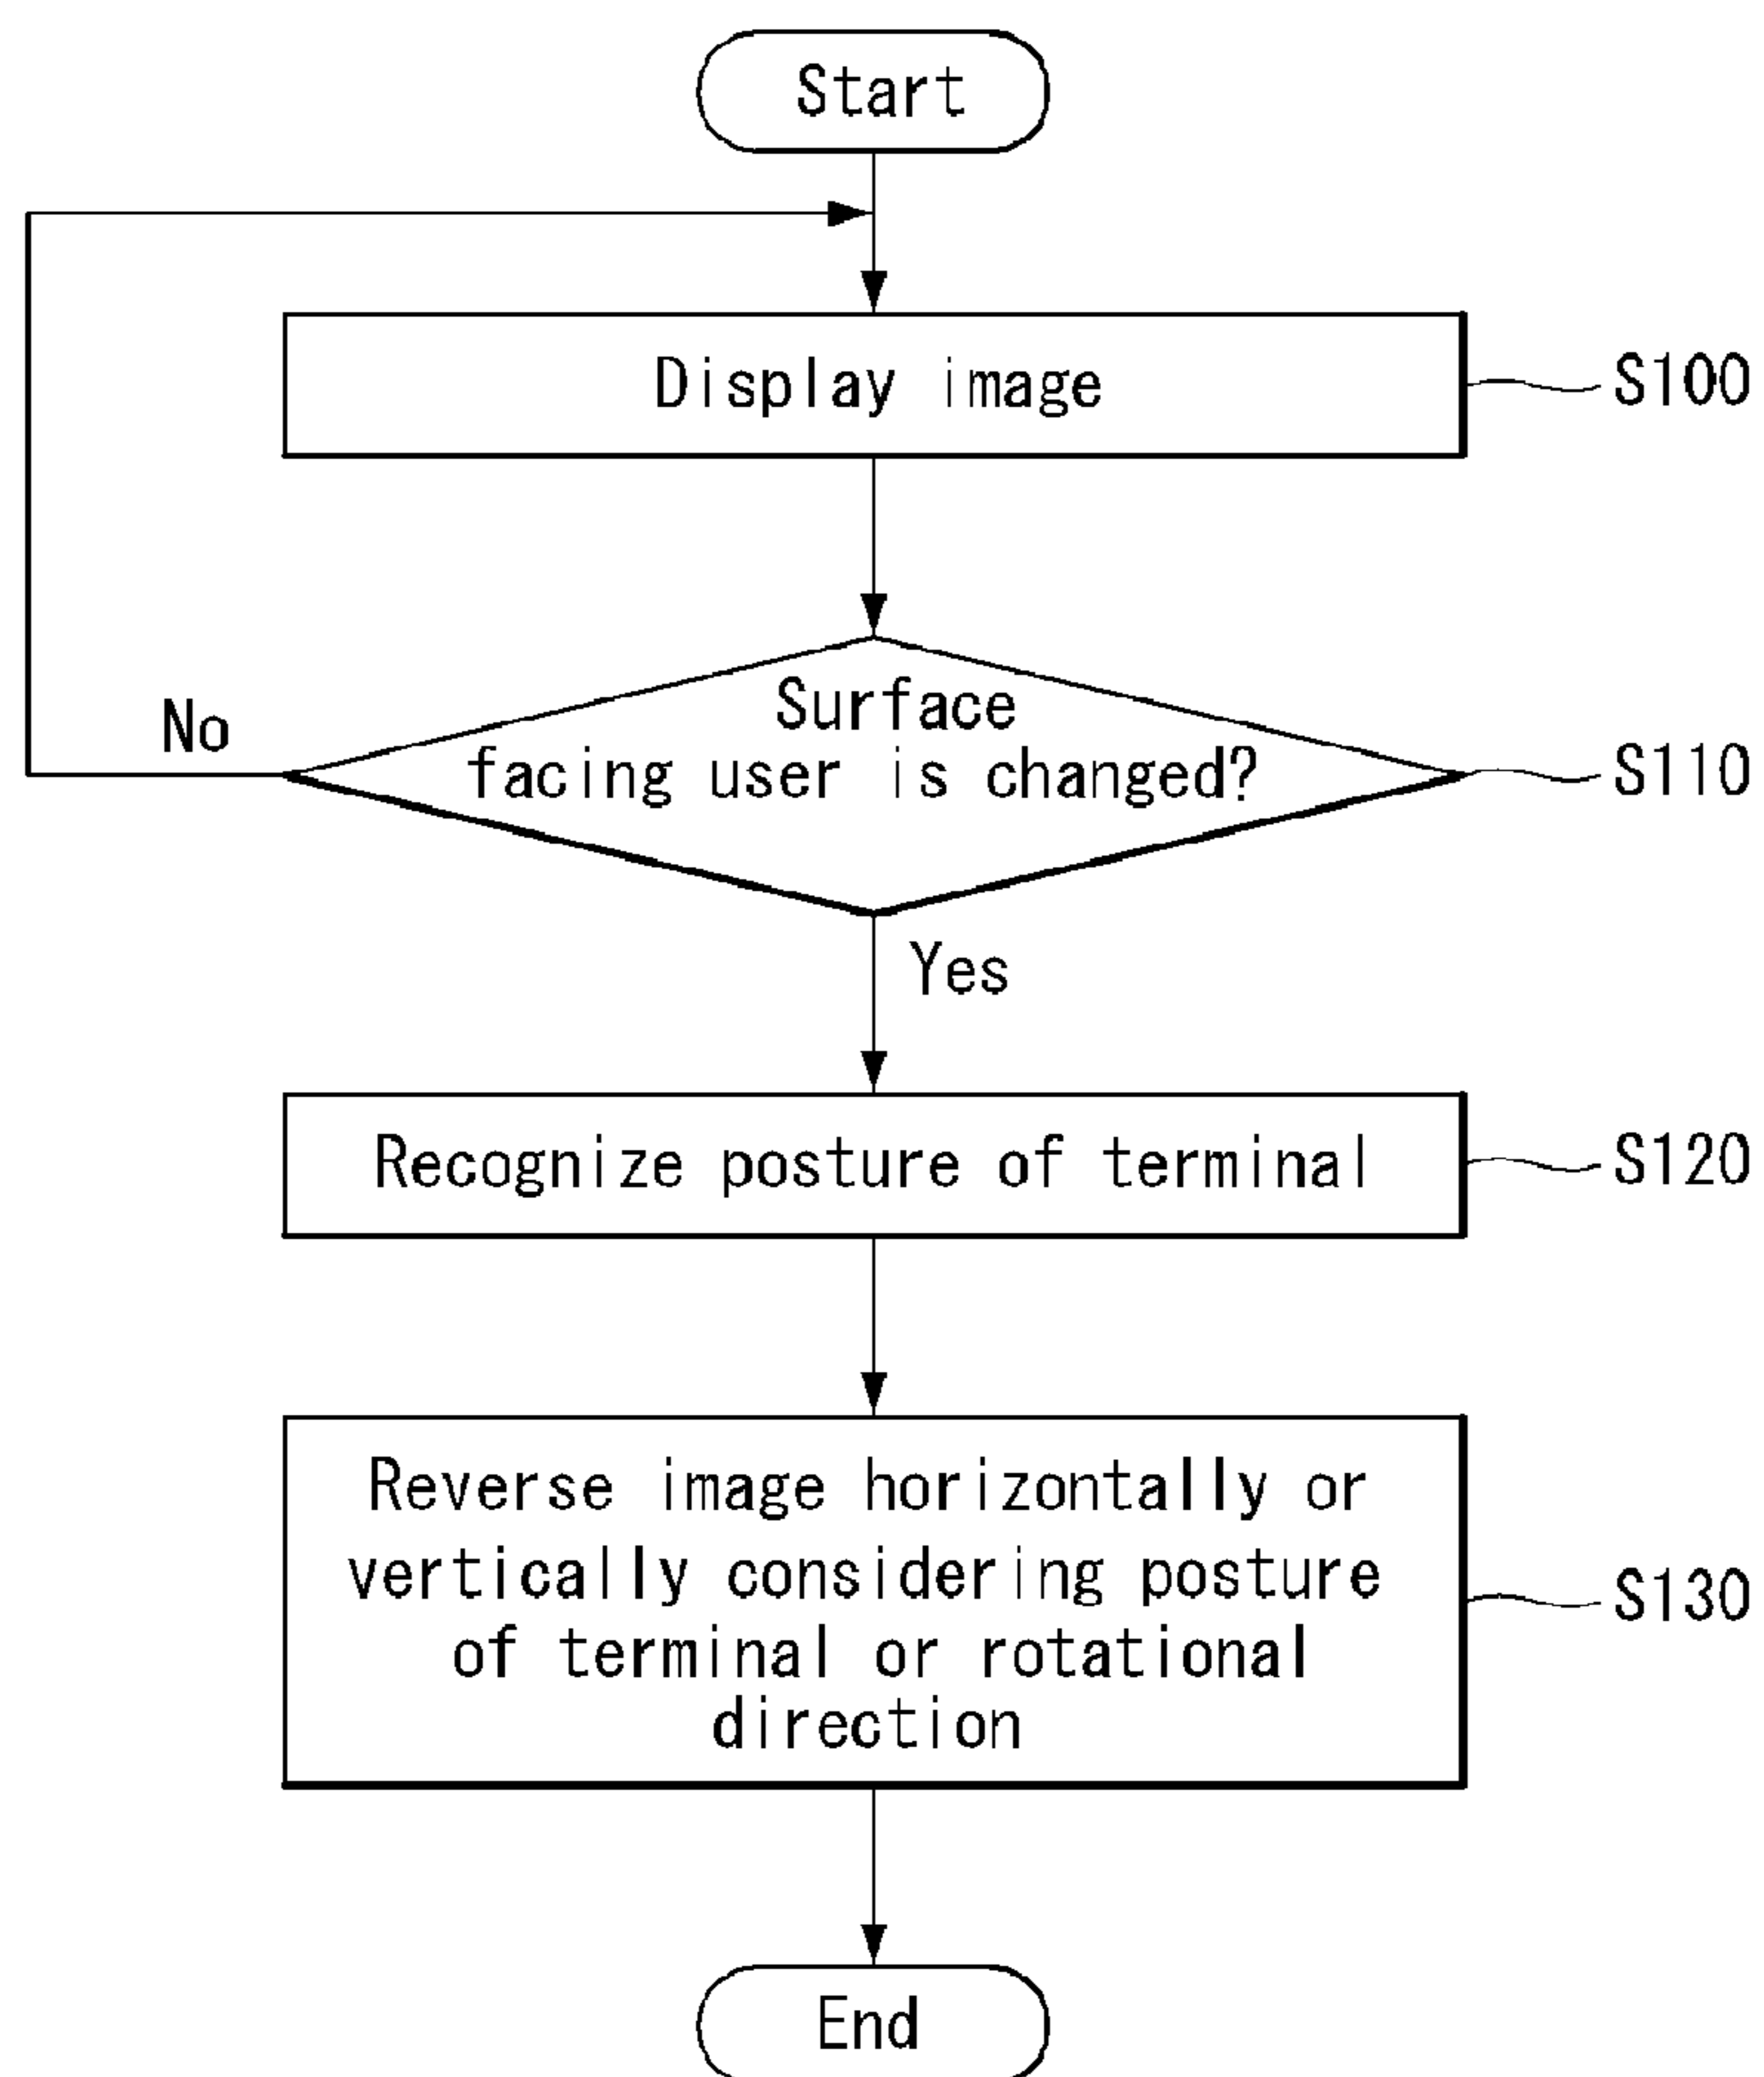 Start
Display image
S100
No
Surface
facing user is changed?
S110
Yes
Recognize posture of terminal
S120
Reverse image horizontally or
vertically considering posture
of terminal or rotational
direction
S130
End